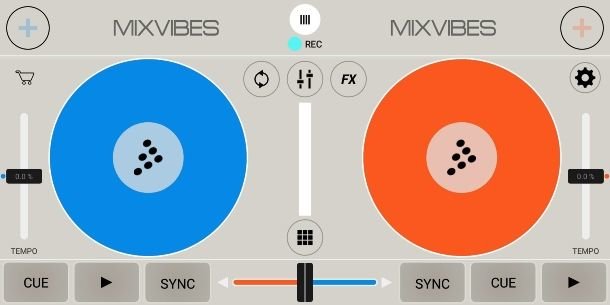 MIXVIBES
MIXVIBES
REC
FX
0.0 %
0.0 %
TEMPO
TEMPO
CUE
SYNC
SYNC
CUE